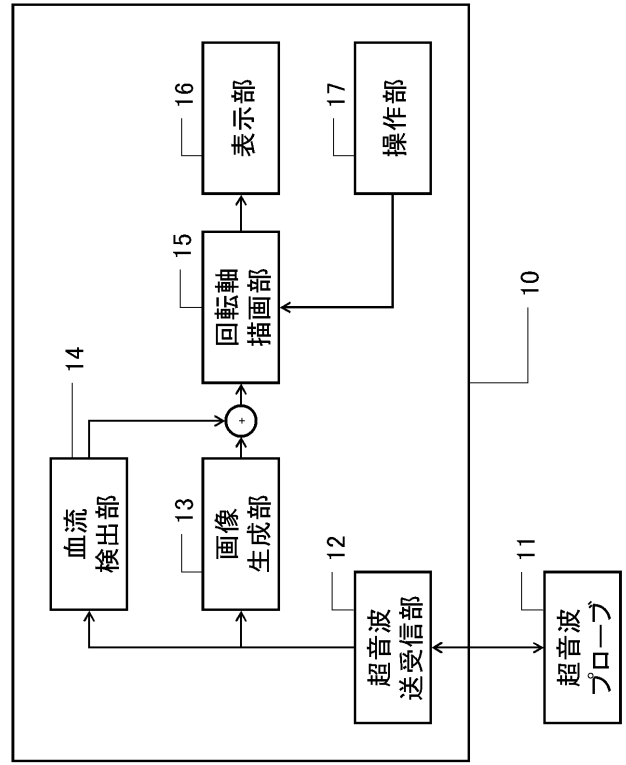 14
血流
検出部
13
画像
生成部
12
超音波
送受信部
11
超音波
プローブ
+
15
回転軸
描画部
16
表示部
17
操作部
10